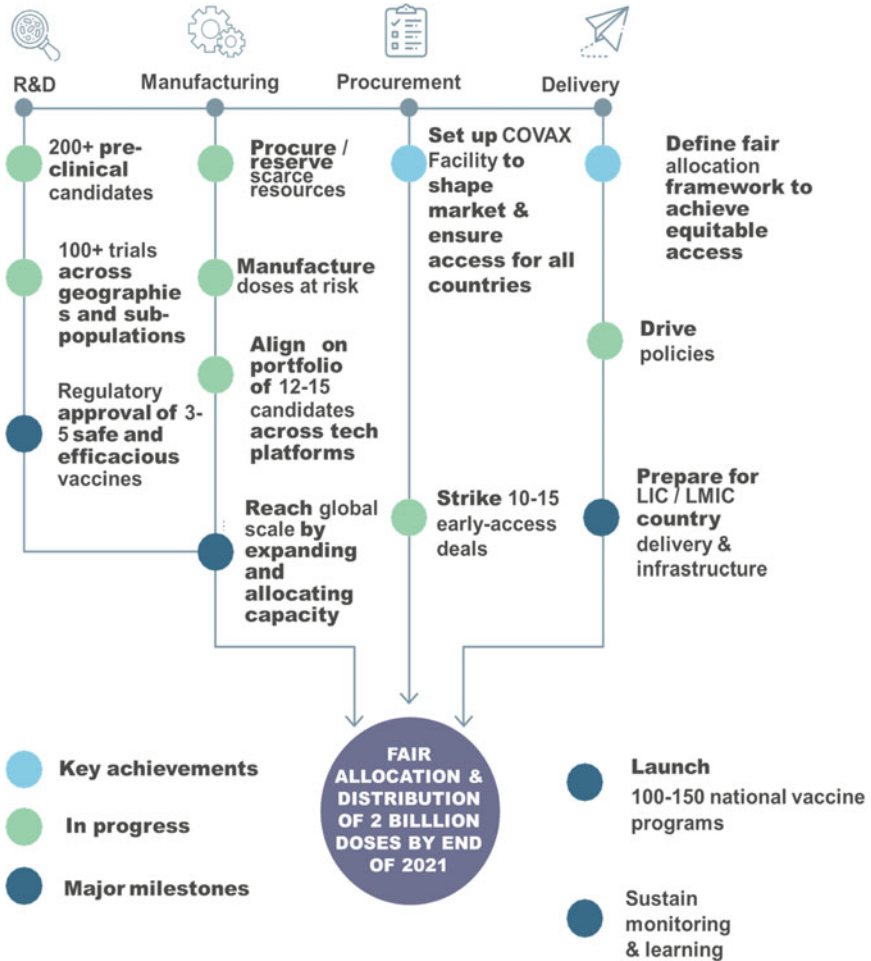 R&D
Manufacturing
Procurement
Delivery
200+ pre-
clinical
candidates
100+ trials
across
geographie
s and sub-
populations
Regulatory
approval of 3-
5 safe and
efficacious
vaccines
Procure /
reserve
scarce
resources
Manufacture
doses at risk
Align on
portfolio
of 12-15
candidates
across tech
platforms
Reach global
scale by
expanding
and
allocating
capacity
Set up COVAX
Facility to
shape
market &
ensure
access for all
countries
Strike 10-15
early-access
deals
Define fair
allocation
framework to
achieve
equitable
access
Drive
policies
Prepare for
LIC / LMIC
country
delivery &
infrastructure
FAIR
ALLOCATION &
DISTRIBUTION
OF 2 BILLLION
DOSES BY END
OF 2021
Key achievements
In progress
Major milestones
Launch
100-150 national vaccine
programs
Sustain
monitoring
& learning